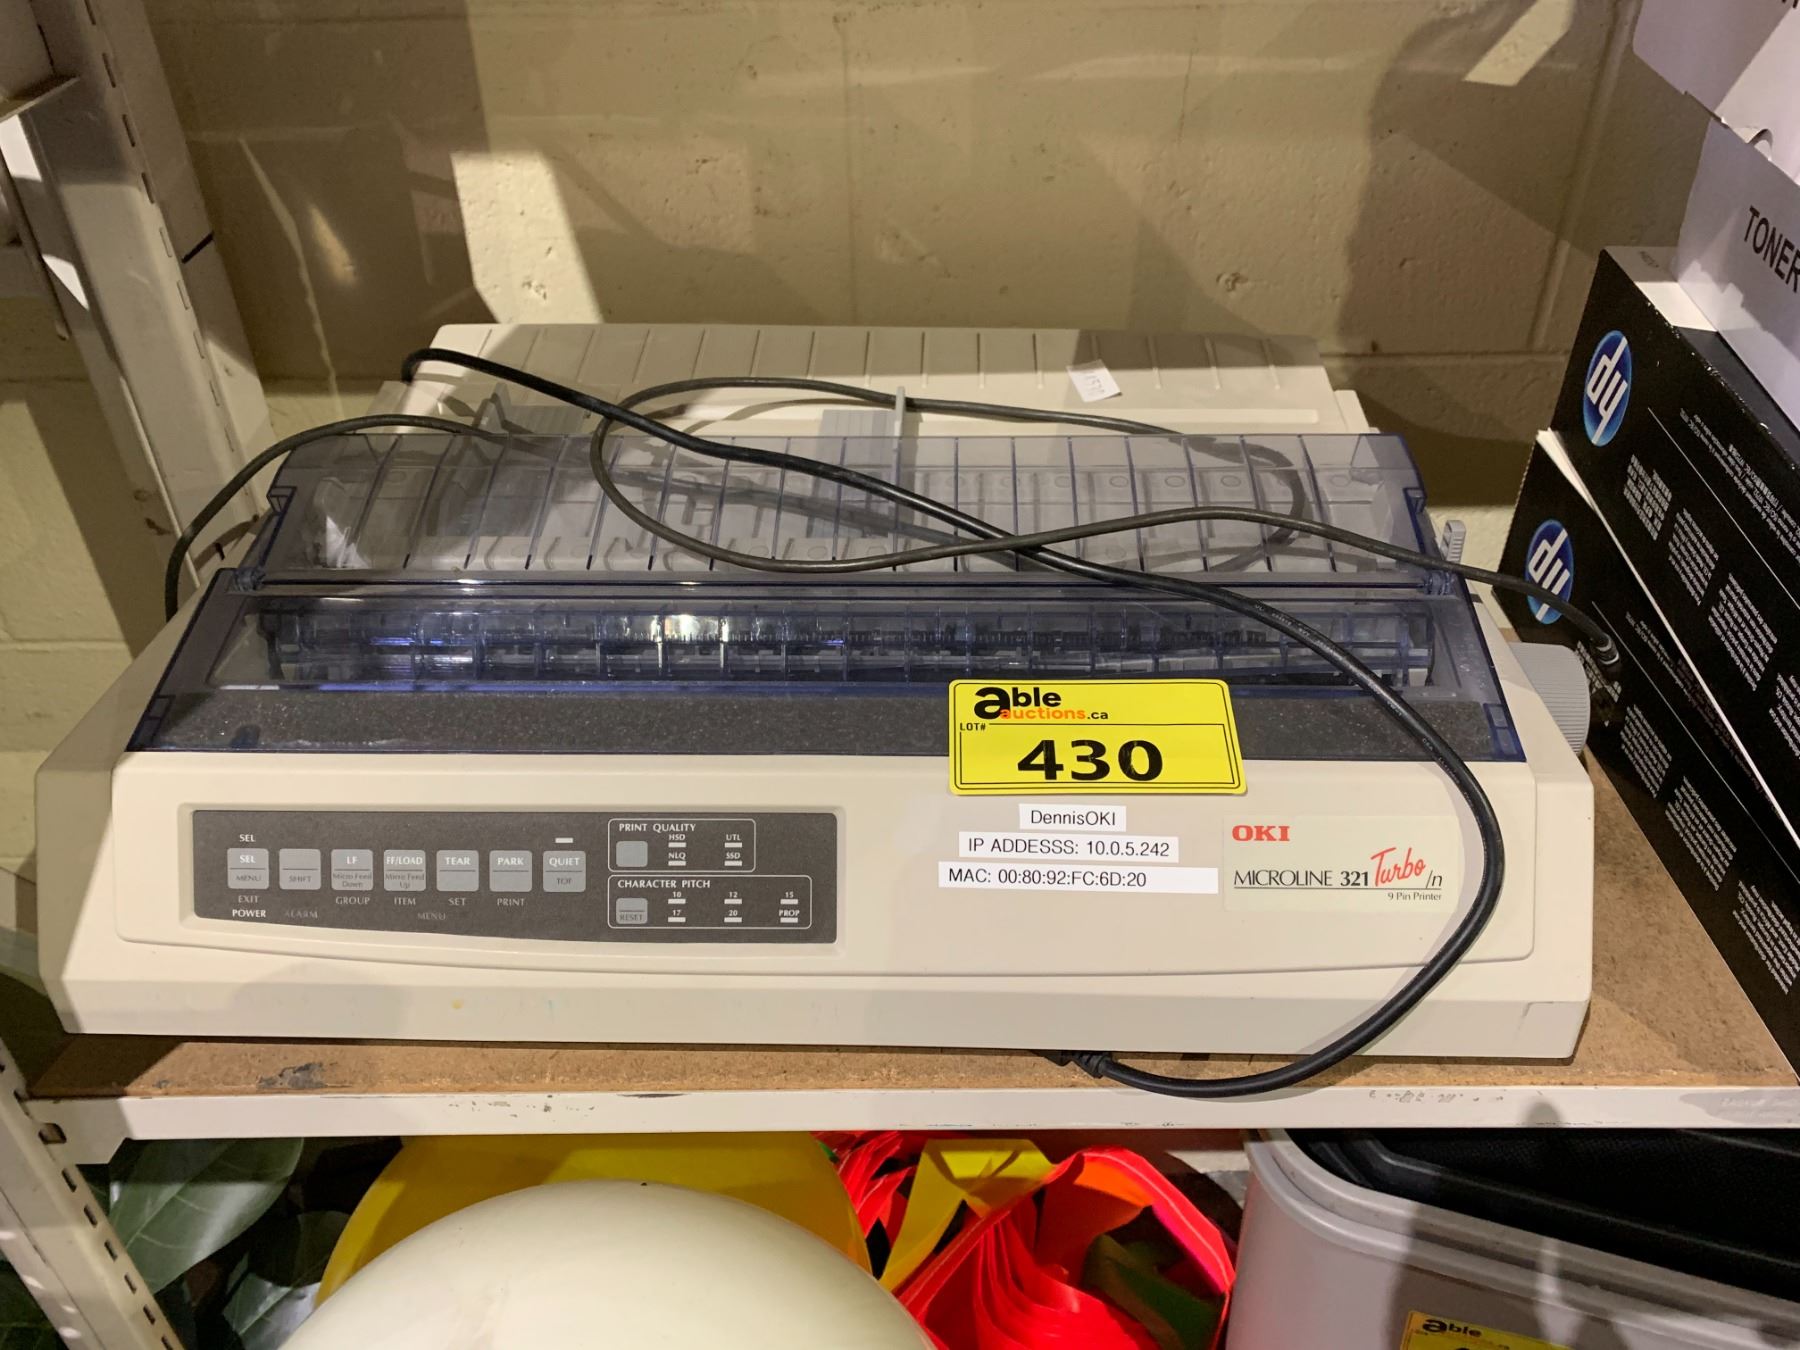 able
auctions.ca
LOT#
430
DennisOKI
IP ADDESSS: 10.0.5.242
MAC: 00:80:92:FC:6D:20
OKI
MICROLINE 321 Turbo/n
9 Pin Printer
SEL
SEL
MENU
SHIFT
LF
Micro Feed
Down
FF/LOAD
Micro Feed
Up
TEAR
PARK
QUIET
TOF
EXIT
GROUP
ITEM
SET
PRINT
POWER
ALARM
MENU
PRINT QUALITY
HSD
UTL
NLQ
SSD
CHARACTER PITCH
10
12
15
RESET
17
20
PROP
TONER
hp
hp
able